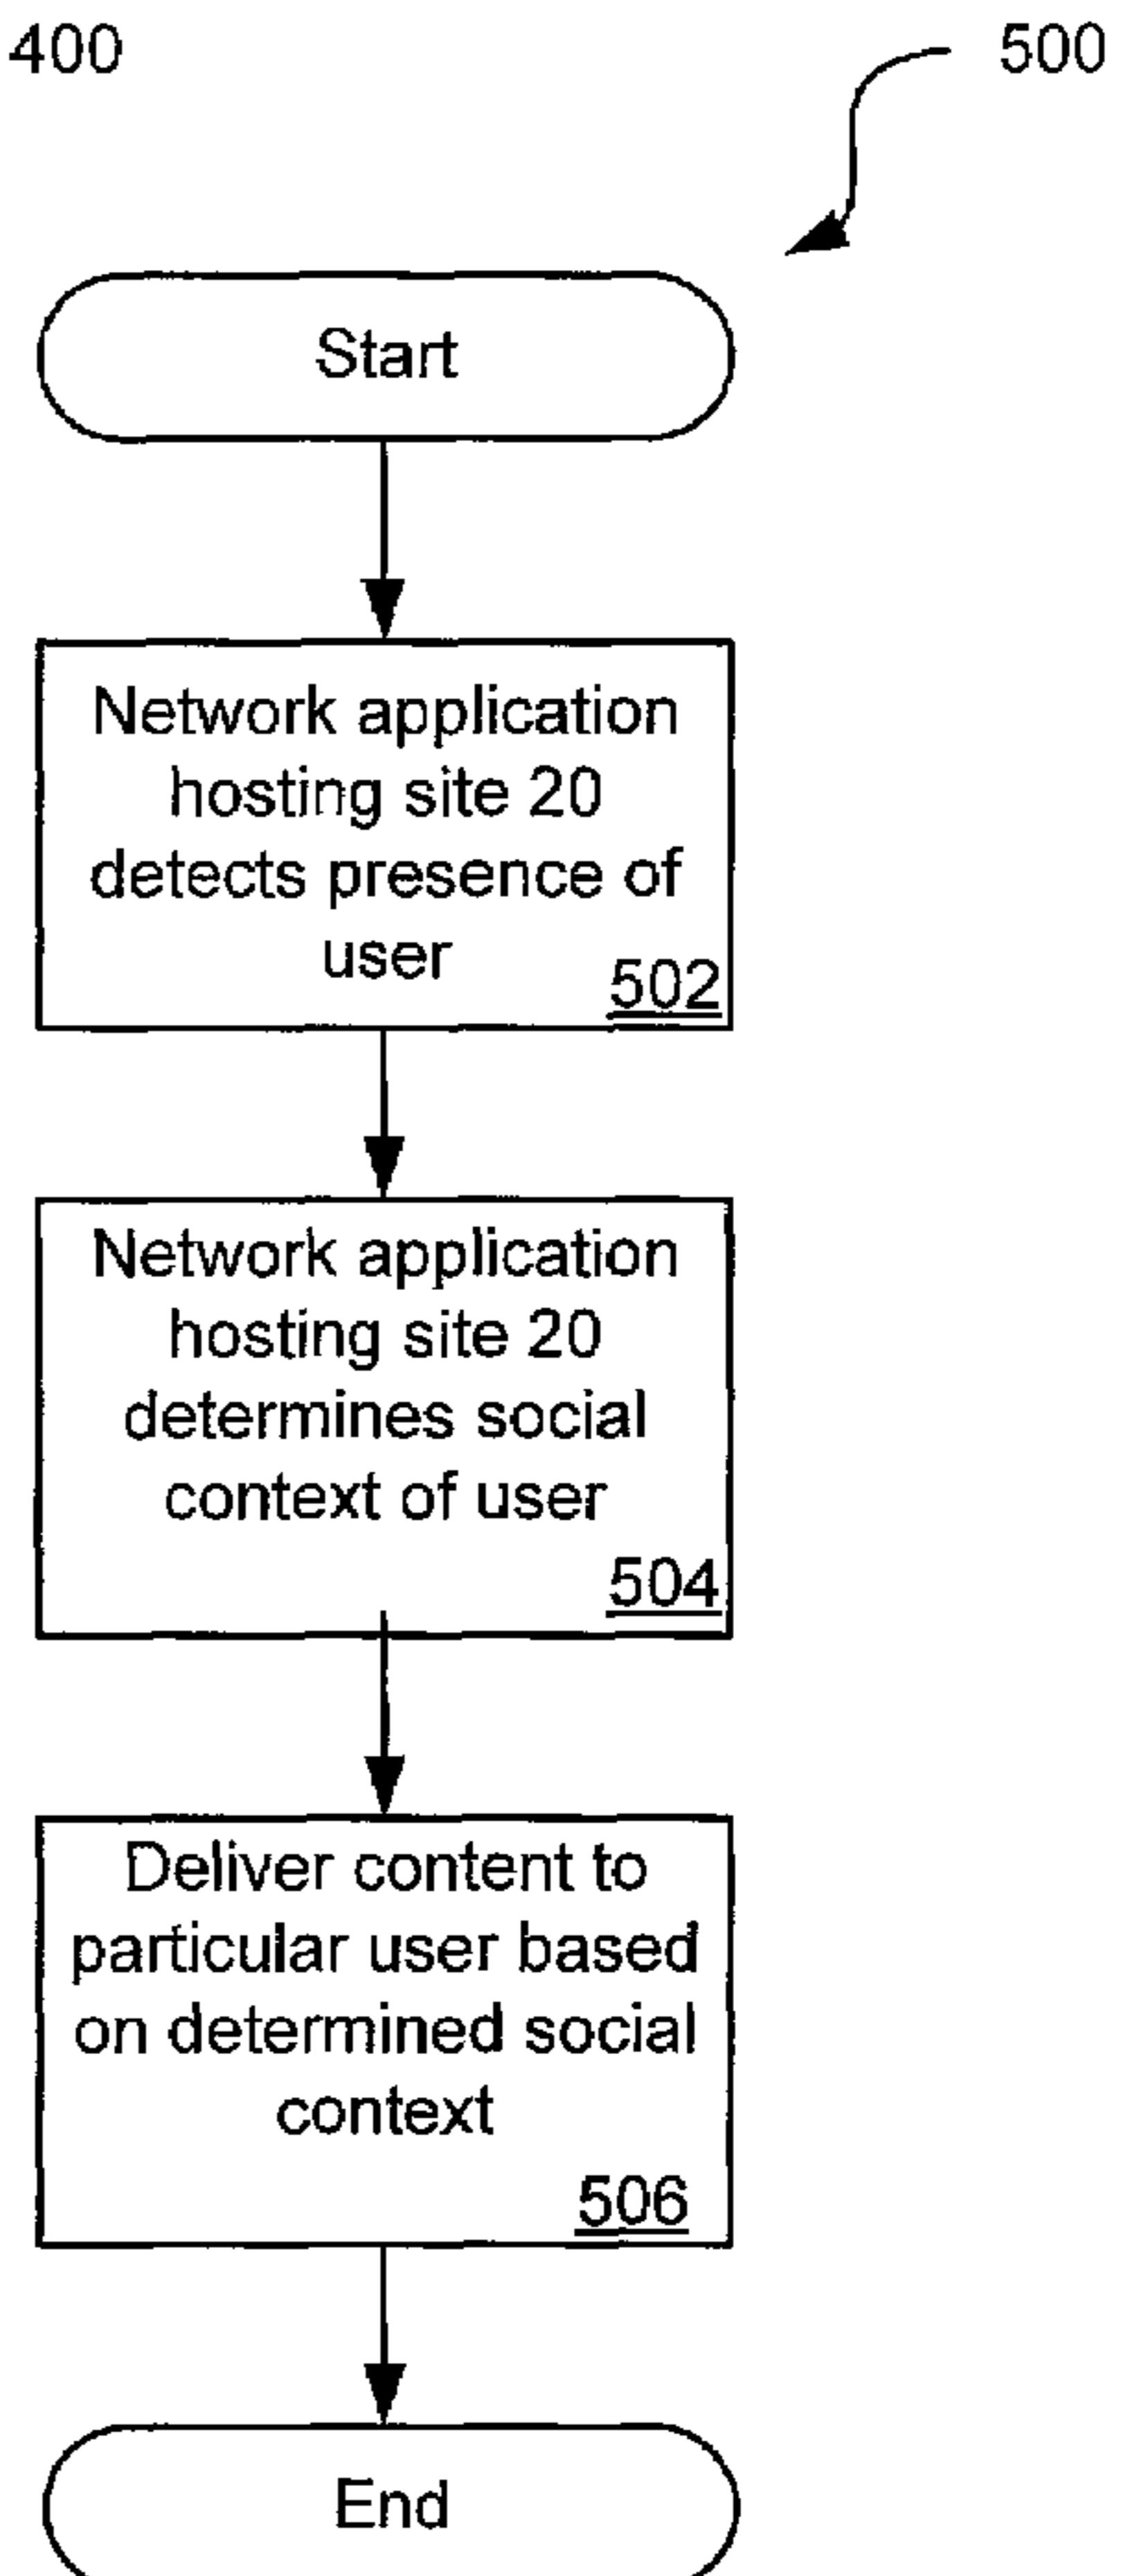 400
500
Start
Network application
hosting site 20
detects presence of
user
502
Network application
hosting site 20
determines social
context of user
504
Deliver content to
particular user based
on determined social
context
506
End